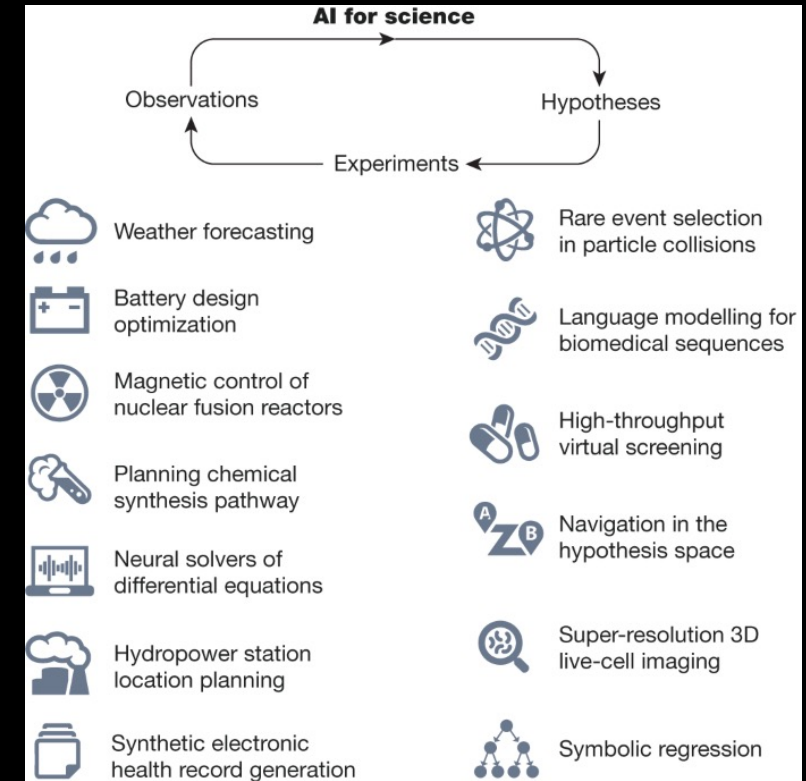 AI for science
Observations
Hypotheses
Experiments
Weather forecasting
Battery design
optimization
Magnetic control of
nuclear fusion reactors
Planning chemical
synthesis pathway
Neural solvers of
differential equations
Hydropower station
location planning
Synthetic electronic
health record generation
Rare event selection
in particle collisions
Language modelling for
biomedical sequences
High-throughput
virtual screening
A
Z
B
Navigation in the
hypothesis space
Super-resolution 3D
live-cell imaging
Symbolic regression